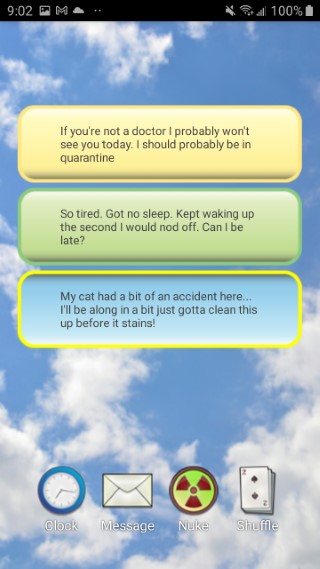 9:02
100%
If you're not a doctor I probably won't
see you today. I should probably be in
quarantine
So tired. Got no sleep. Kept waking up
the second I would nod off. Can I be
late?
My cat had a bit of an accident here...
I'll be along in a bit just gotta clean this
up before it stains!
Clock Message Nuke Shuffle